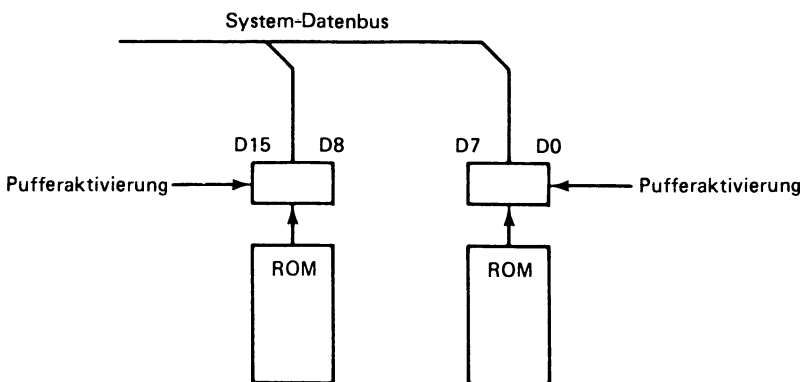 System-Datenbus
D15 D8 D7 D0
Pufferaktivierung Pufferaktivierung
ROM ROM